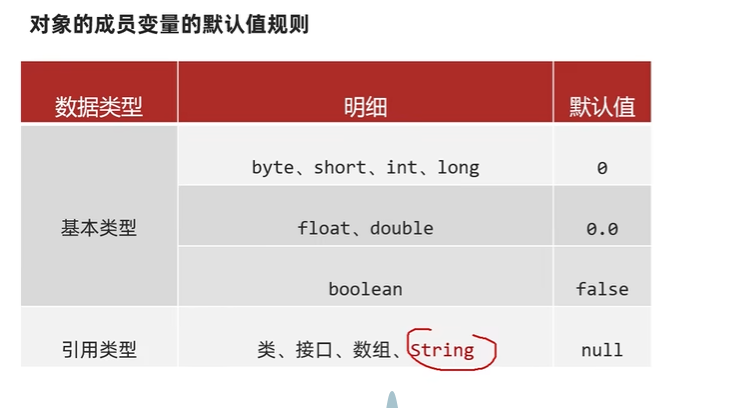 对象的成员变量的默认值规则
数据类型 明细 默认值
byte、short、int、long 0
基本类型 float、double 0.0
boolean false
引用类型 类、接口、数组、String null